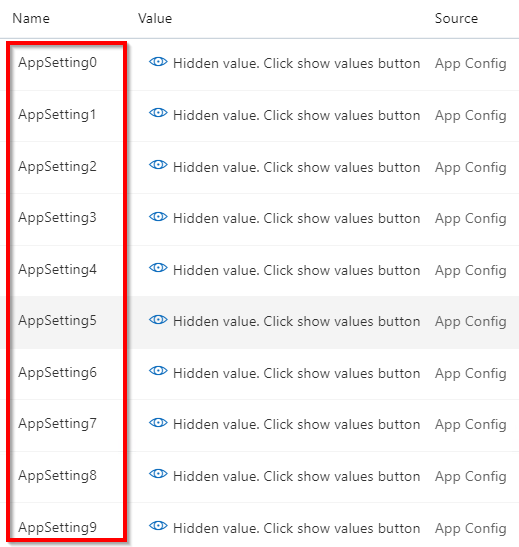 Name Value Source
AppSetting0 Hidden value. Click show values button App Config
AppSetting1 Hidden value. Click show values button App Config
AppSetting2 Hidden value. Click show values button App Config
AppSetting3 Hidden value. Click show values button App Config
AppSetting4 Hidden value. Click show values button App Config
AppSetting5 Hidden value. Click show values button App Config
AppSetting6 Hidden value. Click show values button App Config
AppSetting7 Hidden value. Click show values button App Config
AppSetting8 Hidden value. Click show values button App Config
AppSetting9 Hidden value. Click show values button App Config